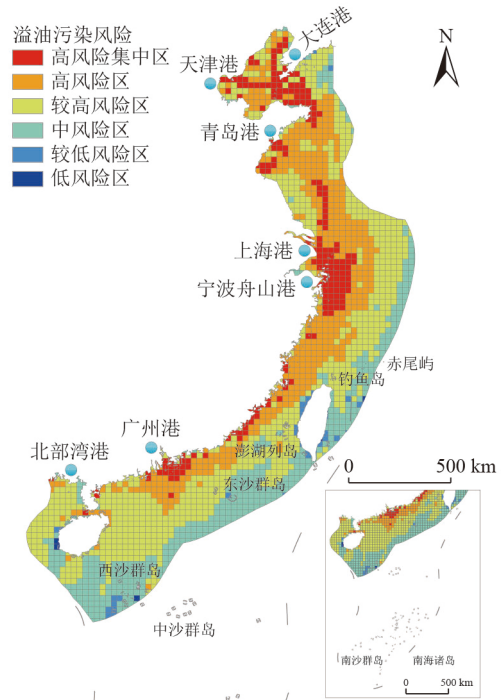 溢油污染风险
高风险集中区
高风险区
较高风险区
中风险区
较低风险区
低风险区
N
大连港
天津港
青岛港
上海港
宁波舟山港
赤尾屿
钓鱼岛
广州港
澎湖列岛
北部湾港
0 500 km
东沙群岛
西沙群岛
中沙群岛
南沙群岛 南海诸岛
0 500 km